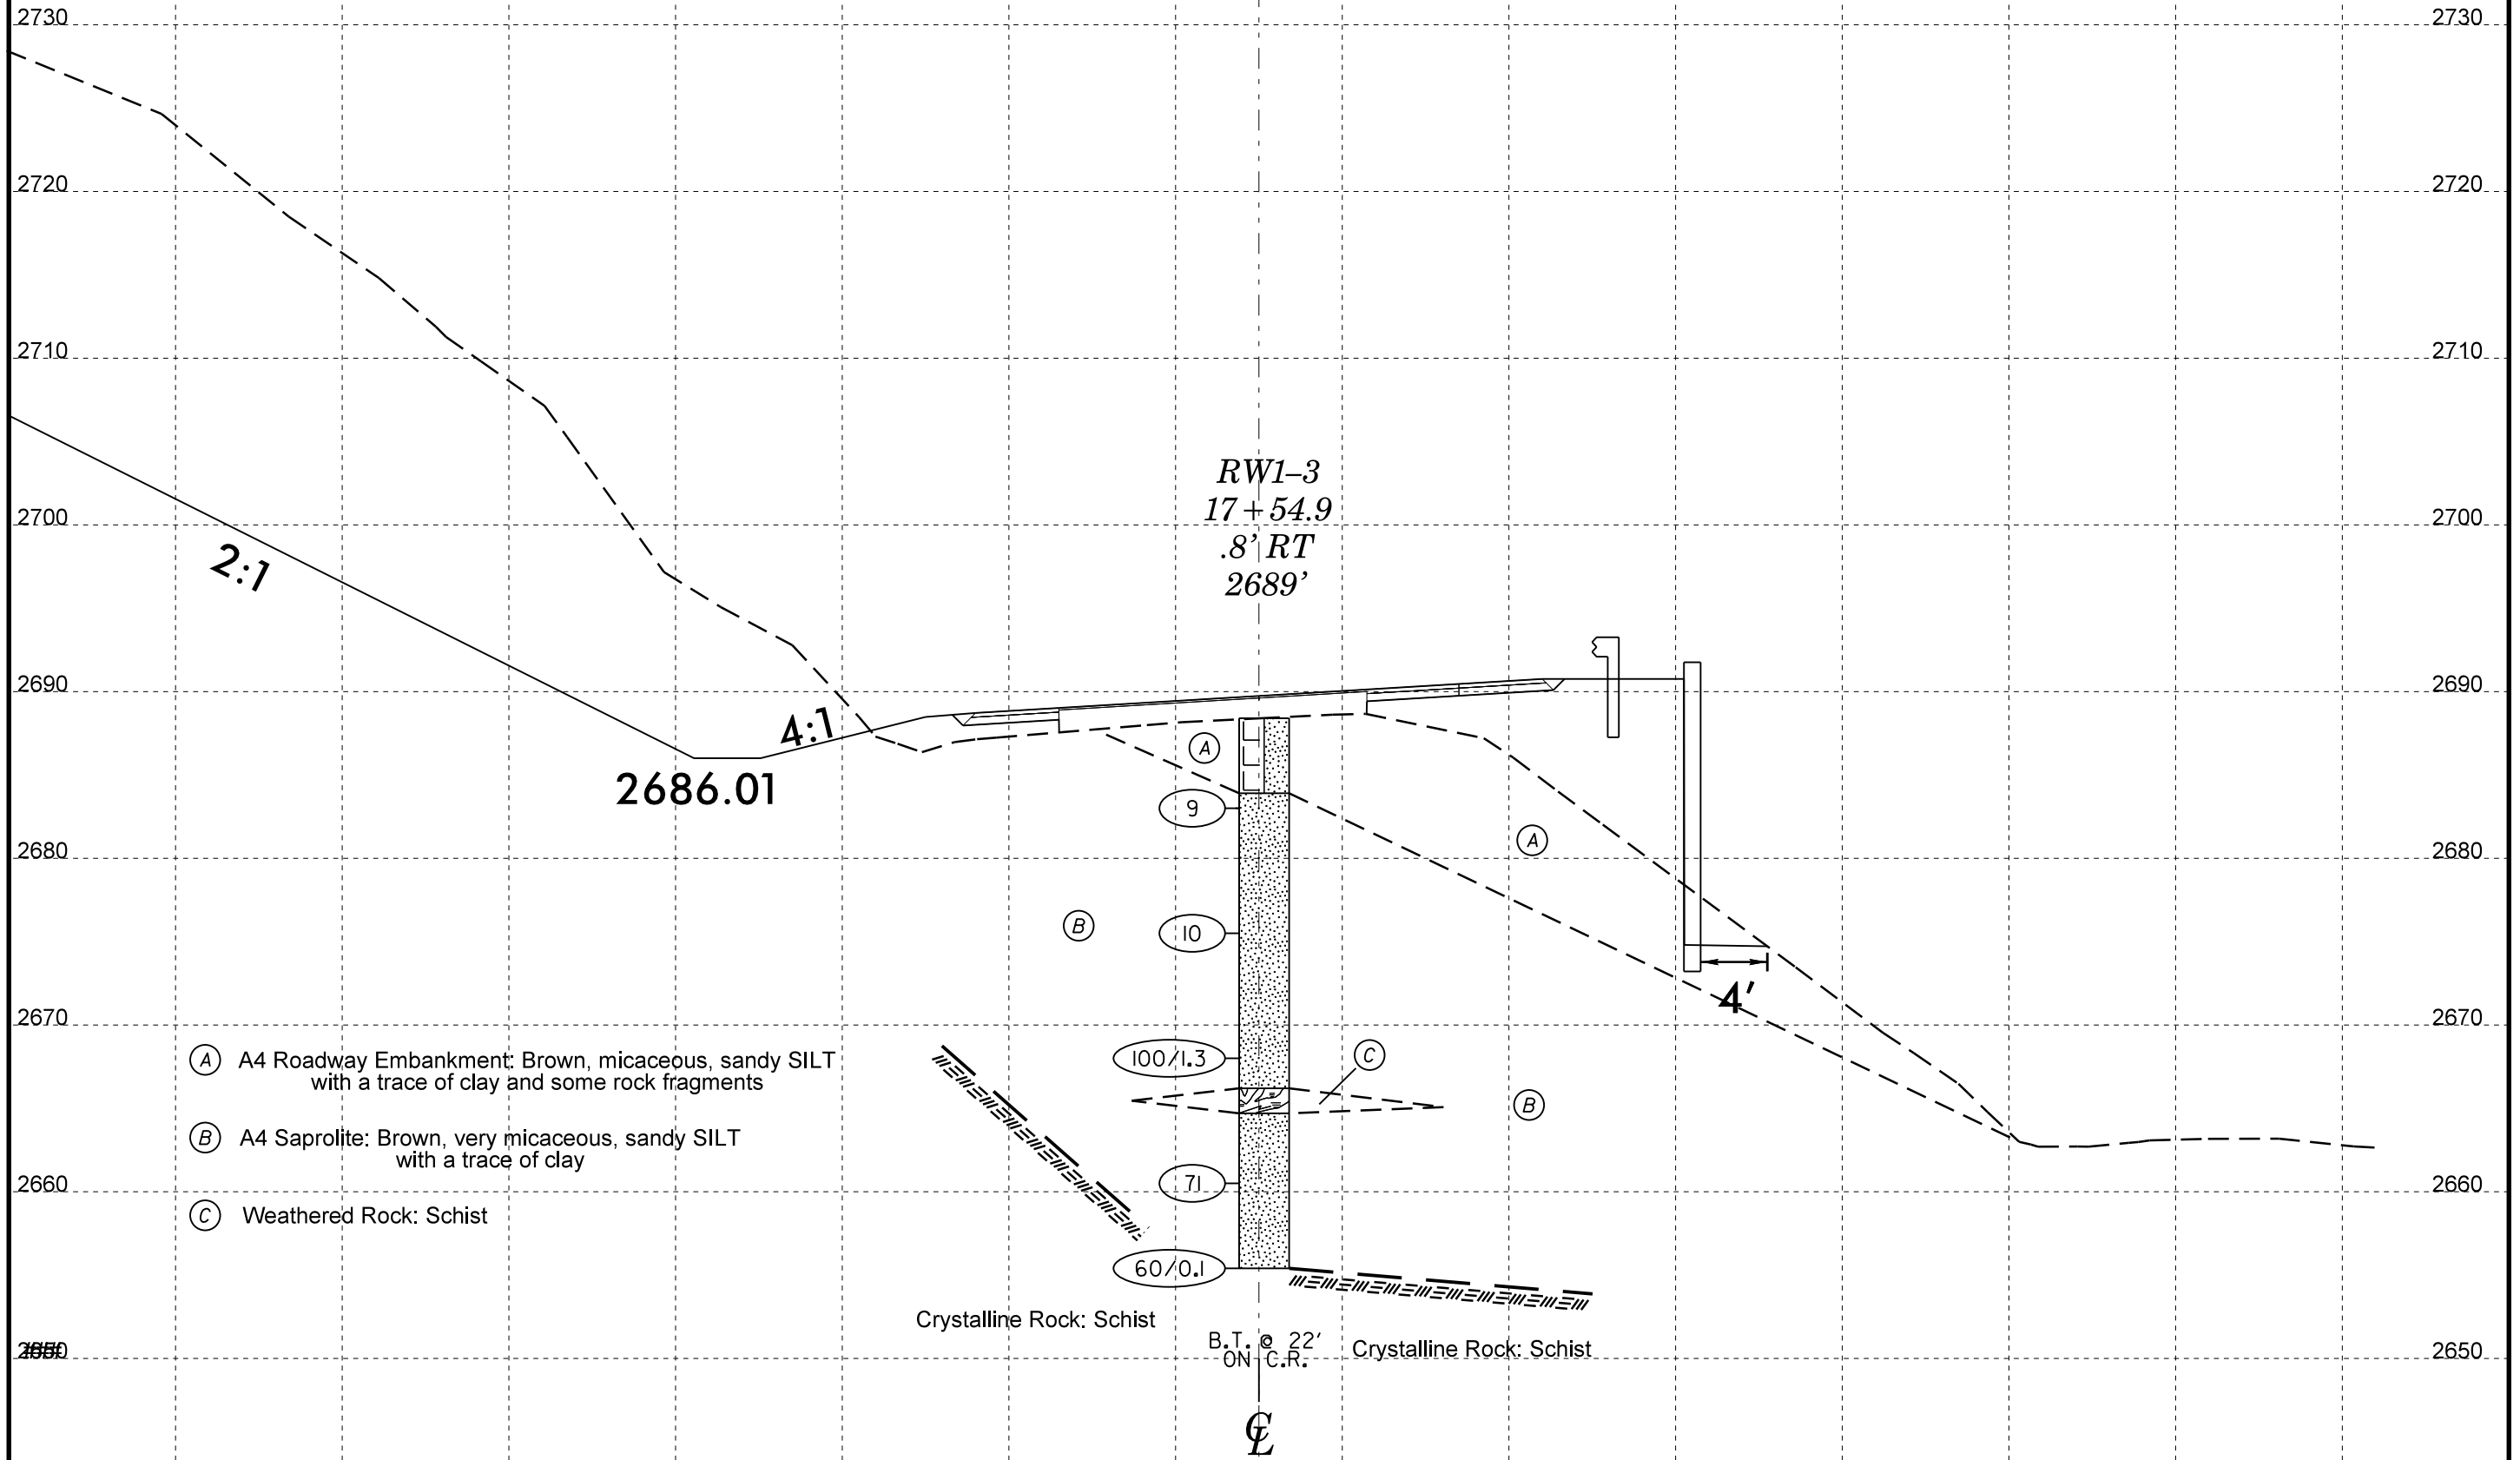 2730 2730
2720 2720
2710 2710
RW1–3
17+54.9
.8’ RT
2689’
2700 2700
2:1
2690 2690
4:1
2686.01
A
9
2680 2680
A
B
10
4'
2670 2670
100/1.3
C
B
A A4 Roadway Embankment: Brown, micaceous, sandy SILT
with a trace of clay and some rock fragments
B A4 Saprolite: Brown, very micaceous, sandy SILT
with a trace of clay
2660 2660
71
C Weathered Rock: Schist
60/0.1
Crystalline Rock: Schist
B.T. @ 22'
ON C.R.
Crystalline Rock: Schist
2650
℄